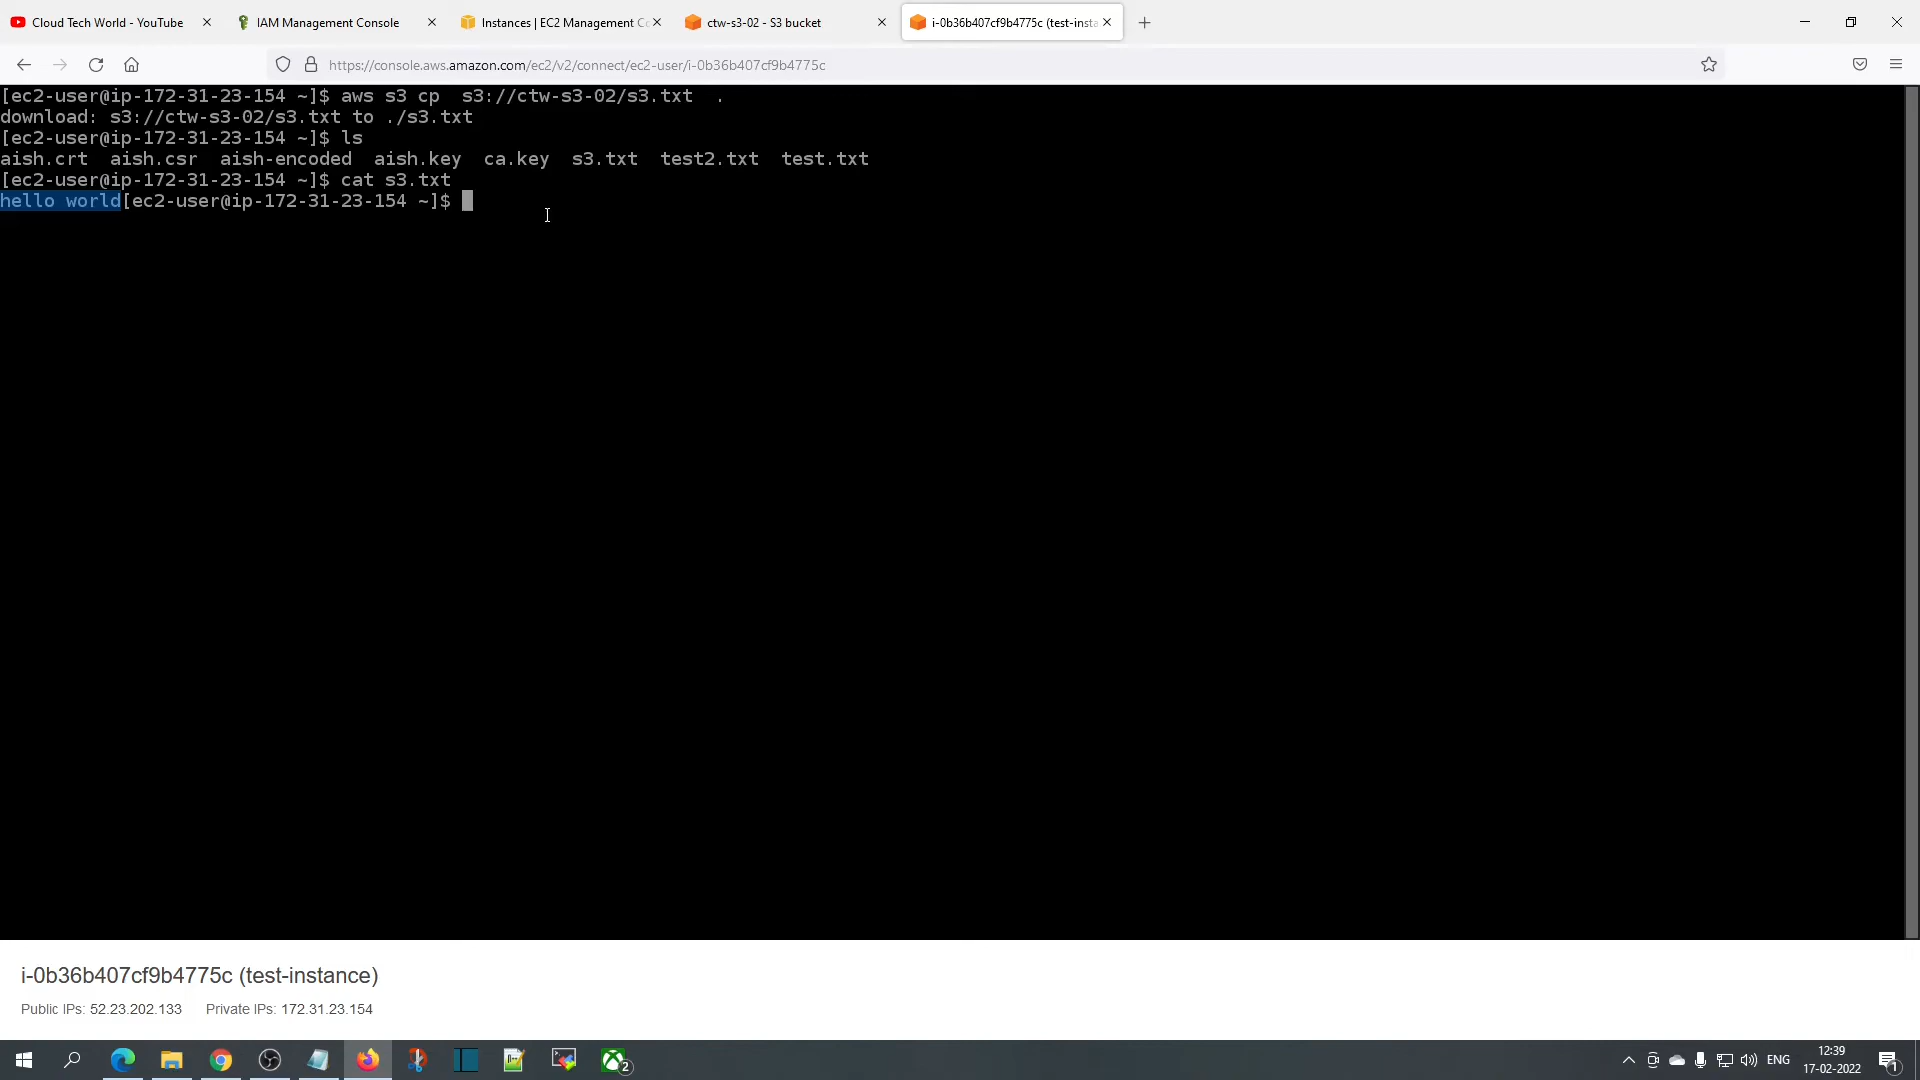 Cloud Tech World - YouTube
IAM Management Console
Instances | EC2 Management Co
ctw-s3-02 - S3 bucket
i-0b36b407cf9b4775c (test-insta
https://console.aws.amazon.com/ec2/v2/connect/ec2-user/i-0b36b407cf9b4775c
[ec2-user@ip-172-31-23-154 ~]$ aws s3 cp  s3://ctw-s3-02/s3.txt  .
download: s3://ctw-s3-02/s3.txt to ./s3.txt
[ec2-user@ip-172-31-23-154 ~]$ ls
aish.crt  aish.csr  aish-encoded  aish.key  ca.key  s3.txt  test2.txt  test.txt
[ec2-user@ip-172-31-23-154 ~]$ cat s3.txt
hello world[ec2-user@ip-172-31-23-154 ~]$
i-0b36b407cf9b4775c (test-instance)
Public IPs: 52.23.202.133 Private IPs: 172.31.23.154
2
ENG
12:39
17-02-2022
1